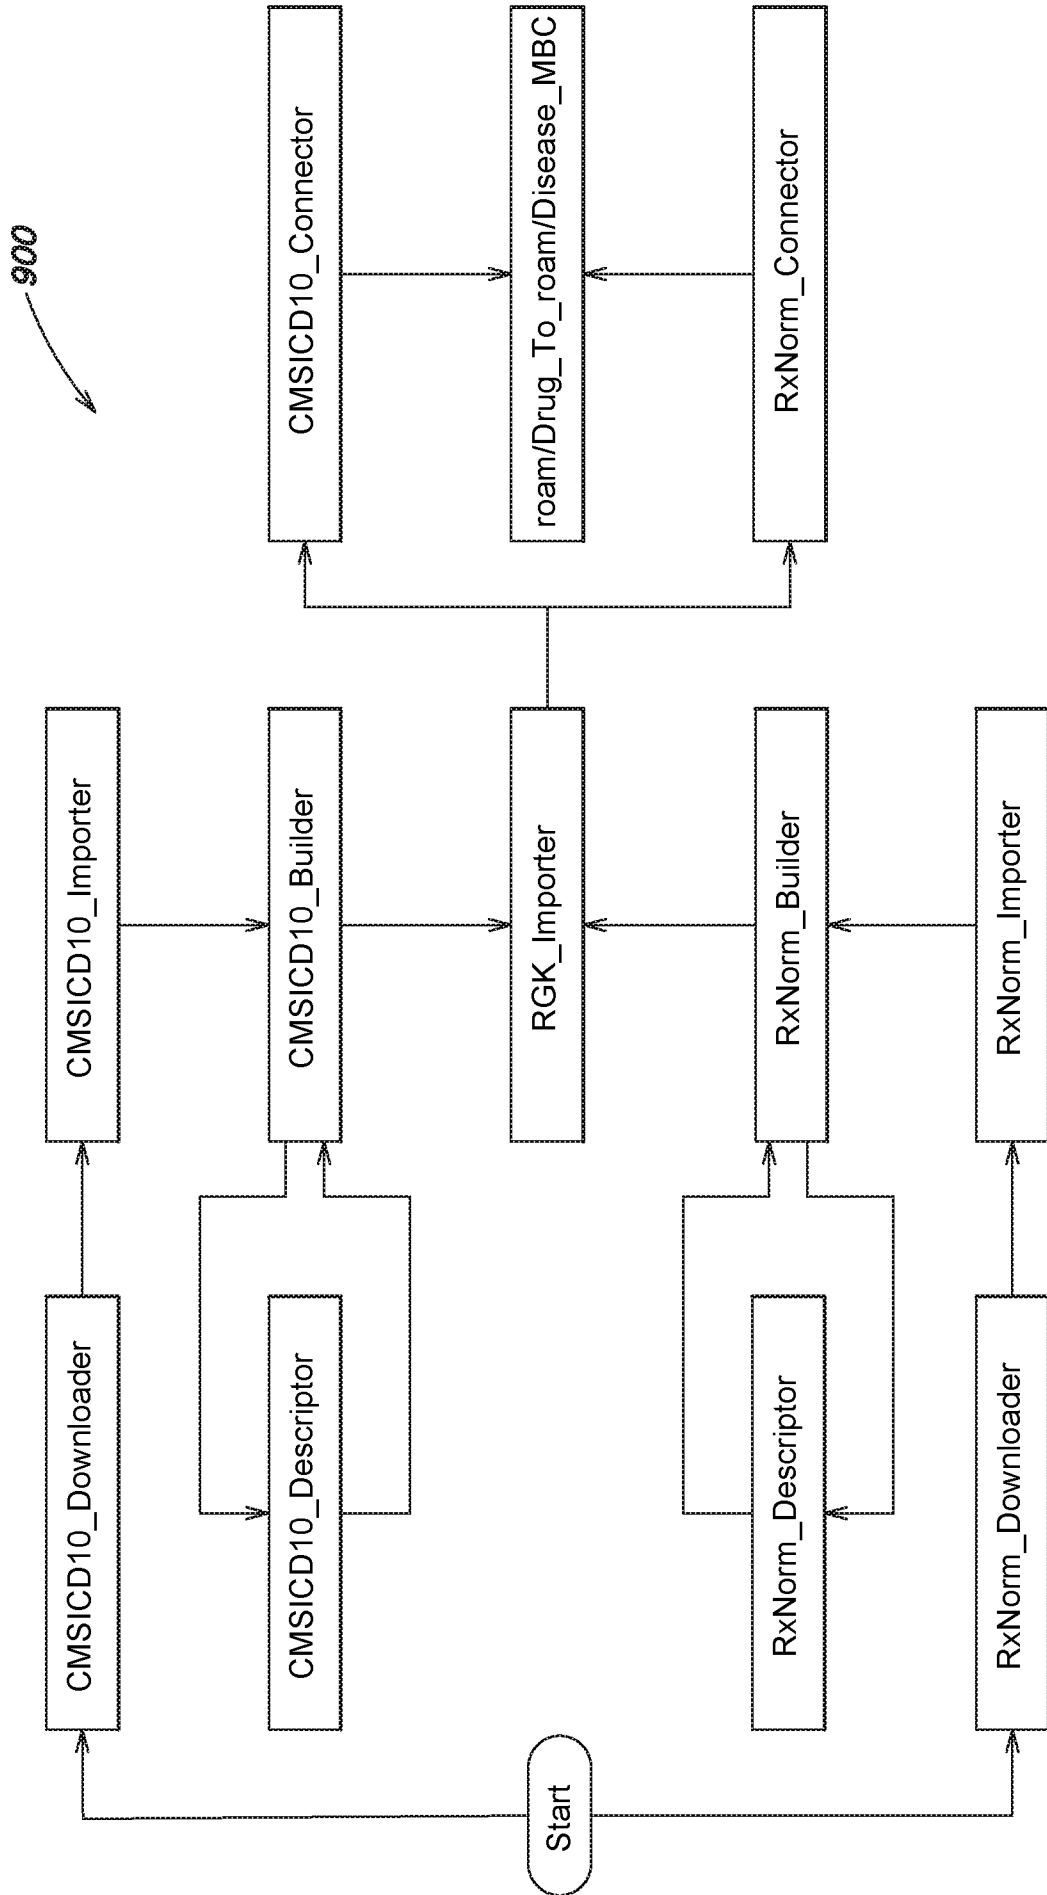 900
Start
CMSICD10_Downloader
CMSICD10_Importer
CMSICD10_Descriptor
CMSICD10_Builder
CMSICD10_Connector
RGK_Importer
roam/Drug_To_roam/Disease_MBC
RxNorm_Descriptor
RxNorm_Builder
RxNorm_Connector
RxNorm_Downloader
RxNorm_Importer